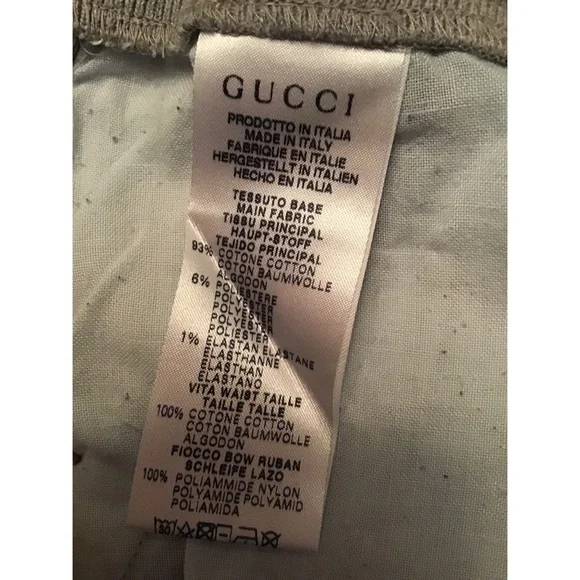 GUCCI
PRODOTTO IN ITALIA
MADE IN ITALY
FABRIQUE EN ITALIE
HERGESTELLT IN ITALIEN
HECHO EN ITALIA
TESSUTO BASE
MAIN FABRIC
TISSU PRINCIPAL
HAUPT-STOFF
TEJIDO PRINCIPAL
93% COTONE COTTON
COTON BAUMWOLLE
ALGODON
6% POLIESTERE
POLYESTER
POLYESTER
POLYESTER
POLIESTER
1% ELASTAN ELASTANE
ELASTHANNE
ELASTHAN
ELASTANO
VITA WAIST TAILLE
TAILLE TALLE
100% COTONE COTTON
COTON BAUMWOLLE
ALGODON
FIOCCO BOW RUBAN
SCHLEIFE LAZO
100% POLIAMMIDE NYLON
POLYAMIDE POLYAMID
POLIAMIDA
30